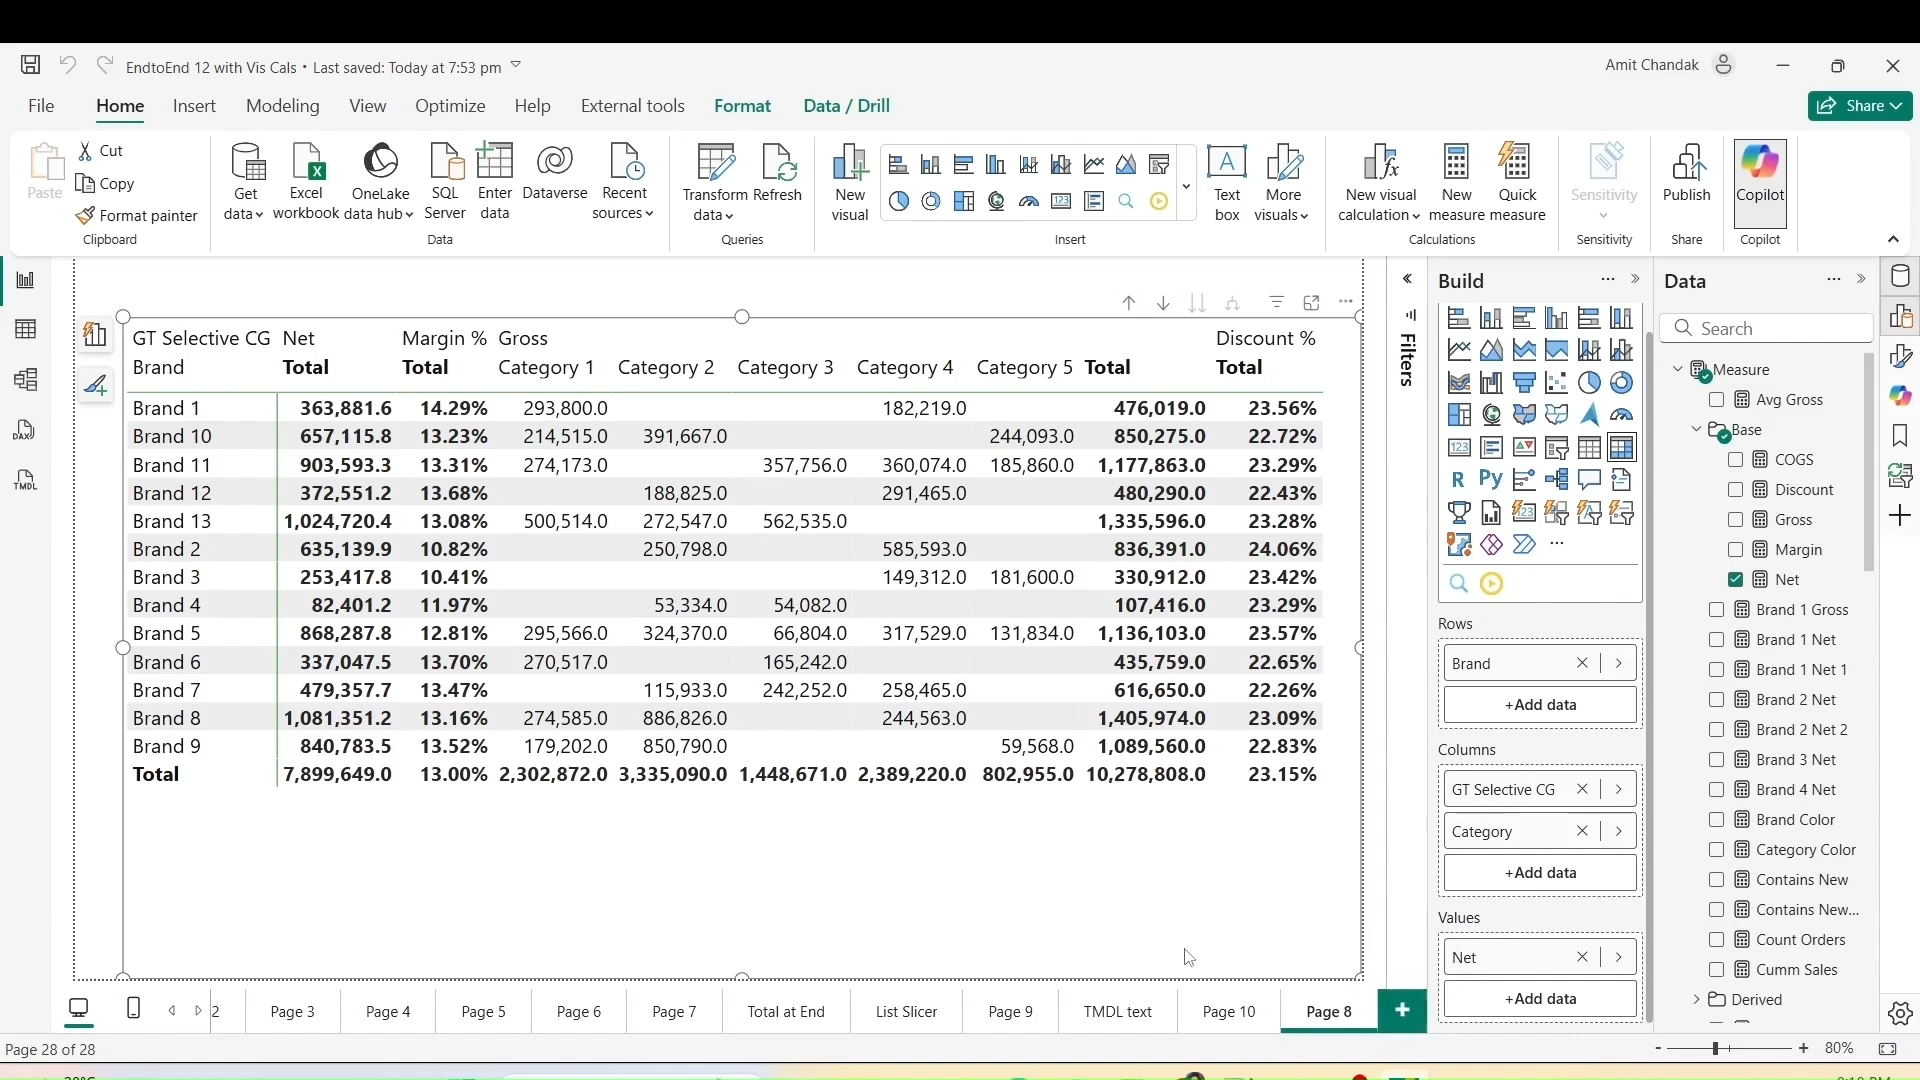 EndtoEnd 12 with Vis Cals • Last saved: Today at 7:53 pm
Amit Chandak
File Home Insert Modeling View Optimize Help External tools Format Data / Drill
Share
Paste
Cut
Copy
Format painter
Clipboard
Get data
Excel workbook
OneLake data hub
SQL Server
Enter data
Dataverse
Recent sources
Data
Transform data
Refresh
Queries
New visual
Text box
More visuals
Insert
New visual calculation
New measure
Quick measure
Calculations
Sensitivity
Sensitivity
Publish
Share
Copilot
Copilot
DAX
TMDL
GT Selective CG Net Margin % Gross Discount %
Brand Total Total Category 1 Category 2 Category 3 Category 4 Category 5 Total Total
Brand 1 363,881.6 14.29% 293,800.0 182,219.0 476,019.0 23.56%
Brand 10 657,115.8 13.23% 214,515.0 391,667.0 244,093.0 850,275.0 22.72%
Brand 11 903,593.3 13.31% 274,173.0 357,756.0 360,074.0 185,860.0 1,177,863.0 23.29%
Brand 12 372,551.2 13.68% 188,825.0 291,465.0 480,290.0 22.43%
Brand 13 1,024,720.4 13.08% 500,514.0 272,547.0 562,535.0 1,335,596.0 23.28%
Brand 2 635,139.9 10.82% 250,798.0 585,593.0 836,391.0 24.06%
Brand 3 253,417.8 10.41% 149,312.0 181,600.0 330,912.0 23.42%
Brand 4 82,401.2 11.97% 53,334.0 54,082.0 107,416.0 23.29%
Brand 5 868,287.8 12.81% 295,566.0 324,370.0 66,804.0 317,529.0 131,834.0 1,136,103.0 23.57%
Brand 6 337,047.5 13.70% 270,517.0 165,242.0 435,759.0 22.65%
Brand 7 479,357.7 13.47% 115,933.0 242,252.0 258,465.0 616,650.0 22.26%
Brand 8 1,081,351.2 13.16% 274,585.0 886,826.0 244,563.0 1,405,974.0 23.09%
Brand 9 840,783.5 13.52% 179,202.0 850,790.0 59,568.0 1,089,560.0 22.83%
Total 7,899,649.0 13.00% 2,302,872.0 3,335,090.0 1,448,671.0 2,389,220.0 802,955.0 10,278,808.0 23.15%
Filters
Build
R Py
123
Rows
Brand
+Add data
Columns
GT Selective CG
Category
+Add data
Values
Net
+Add data
Data
Search
Measure
Avg Gross
Base
COGS
Discount
Gross
Margin
Net
Brand 1 Gross
Brand 1 Net
Brand 1 Net 1
Brand 2 Net
Brand 2 Net 2
Brand 3 Net
Brand 4 Net
Brand Color
Category Color
Contains New
Contains New...
Count Orders
Cumm Sales
Derived
2 Page 3 Page 4 Page 5 Page 6 Page 7 Total at End List Slicer Page 9 TMDL text Page 10 Page 8
Page 28 of 28
80%